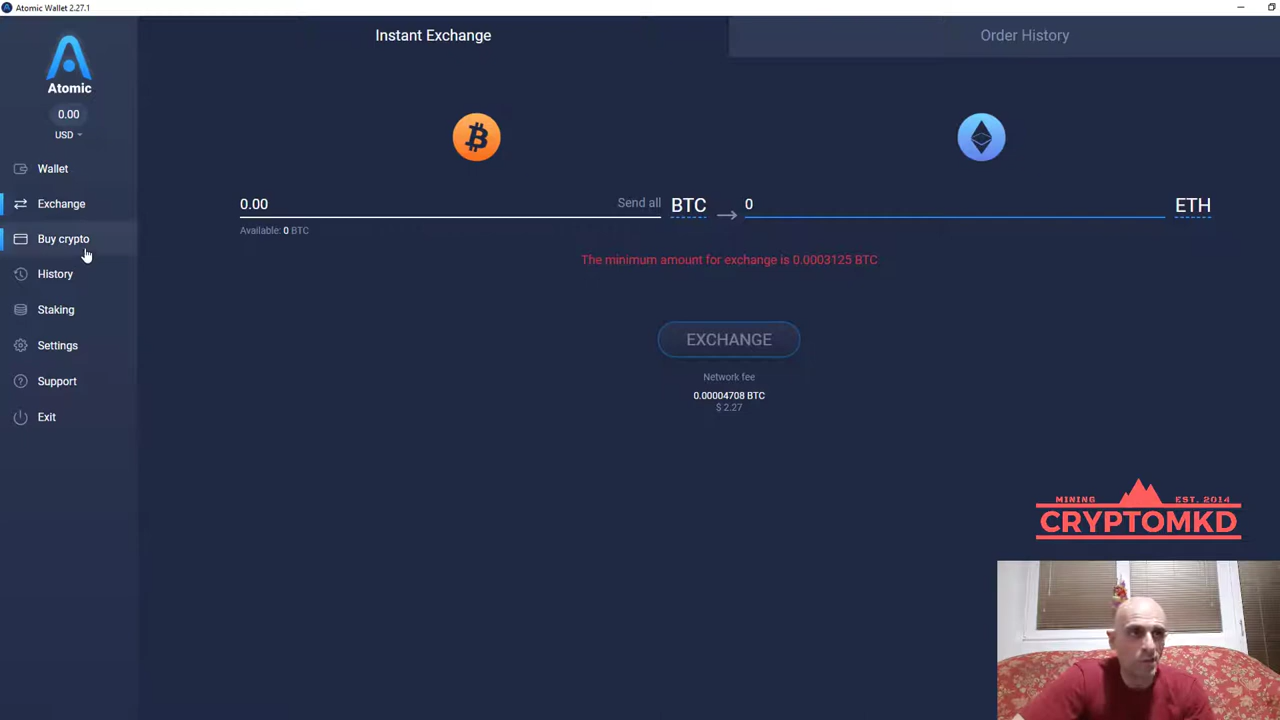 Atomic Wallet 2.27.1
Atomic
0.00
USD
Wallet
Exchange
Buy crypto
History
Staking
Settings
Support
Exit
Instant Exchange
Order History
0.00
Send all
BTC
0
ETH
Available: 0 BTC
The minimum amount for exchange is 0.0003125 BTC
EXCHANGE
Network fee
0.00004708 BTC
$ 2.27
MINING EST. 2014
CRYPTOMKD